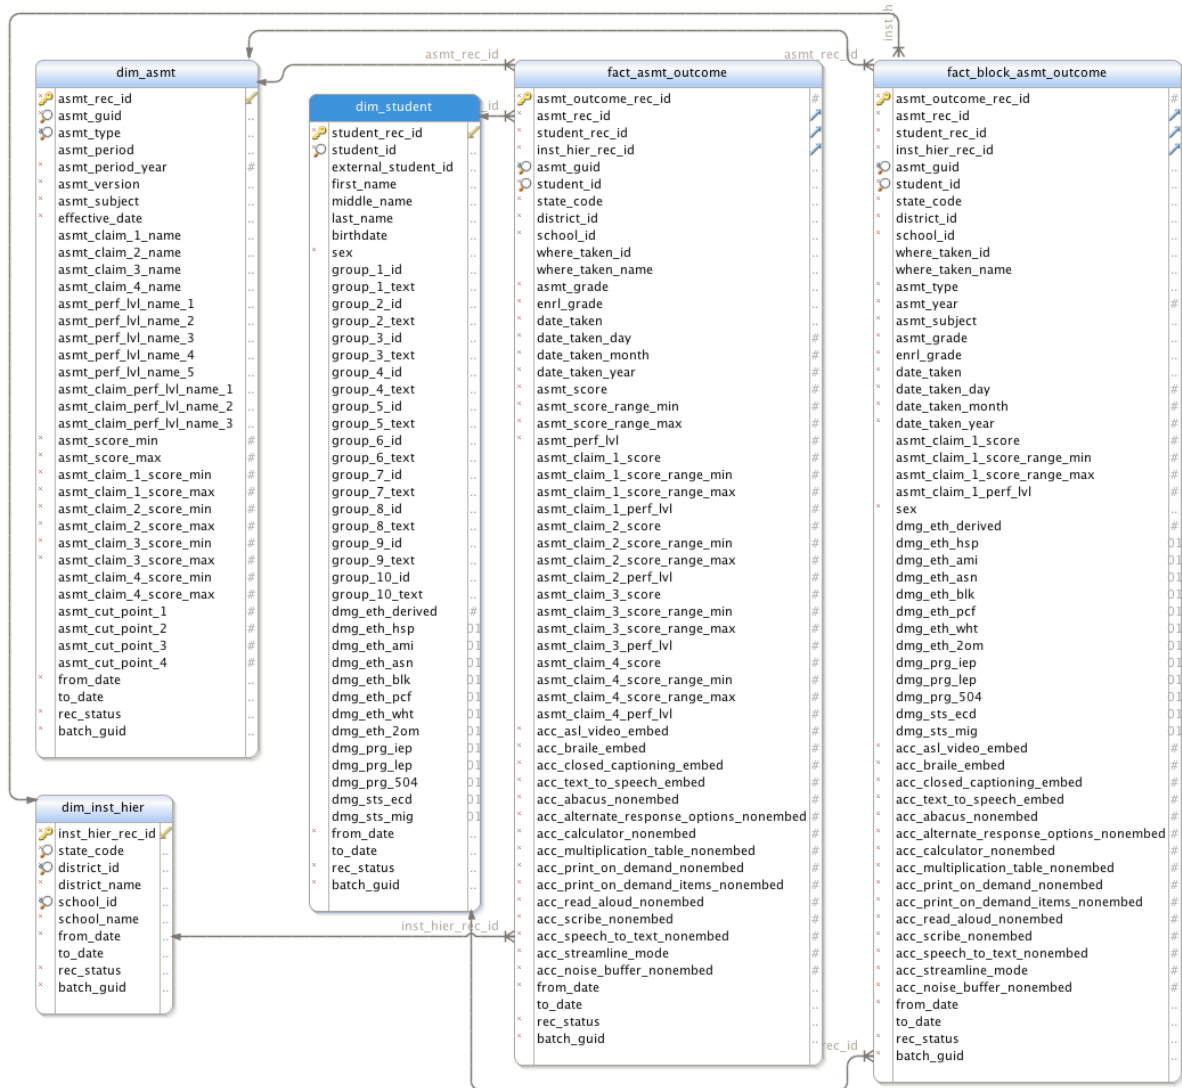 inst_h
asmt_rec_id
asmt_rec_id
dim_asmt
asmt_rec_id
asmt_guid
asmt_type
asmt_period
asmt_period_year
asmt_version
asmt_subject
effective_date
asmt_claim_1_name
asmt_claim_2_name
asmt_claim_3_name
asmt_claim_4_name
asmt_perf_lvl_name_1
asmt_perf_lvl_name_2
asmt_perf_lvl_name_3
asmt_perf_lvl_name_4
asmt_perf_lvl_name_5
asmt_claim_perf_lvl_name_1
asmt_claim_perf_lvl_name_2
asmt_claim_perf_lvl_name_3
asmt_score_min
asmt_score_max
asmt_claim_1_score_min
asmt_claim_1_score_max
asmt_claim_2_score_min
asmt_claim_2_score_max
asmt_claim_3_score_min
asmt_claim_3_score_max
asmt_claim_4_score_min
asmt_claim_4_score_max
asmt_cut_point_1
asmt_cut_point_2
asmt_cut_point_3
asmt_cut_point_4
from_date
to_date
rec_status
batch_guid
dim_inst_hier
inst_hier_rec_id
state_code
district_id
district_name
school_id
school_name
from_date
to_date
rec_status
batch_guid
dim_student
student_rec_id
student_id
external_student_id
first_name
middle_name
last_name
birthdate
sex
group_1_id
group_1_text
group_2_id
group_2_text
group_3_id
group_3_text
group_4_id
group_4_text
group_5_id
group_5_text
group_6_id
group_6_text
group_7_id
group_7_text
group_8_id
group_8_text
group_9_id
group_9_text
group_10_id
group_10_text
dmg_eth_derived
dmg_eth_hsp
dmg_eth_ami
dmg_eth_asn
dmg_eth_blk
dmg_eth_pcf
dmg_eth_wht
dmg_eth_2om
dmg_prg_iep
dmg_prg_lep
dmg_prg_504
dmg_sts_ecd
dmg_sts_mig
from_date
to_date
rec_status
batch_guid
_id
inst_hier_rec_id
fact_asmt_outcome
asmt_outcome_rec_id
asmt_rec_id
student_rec_id
inst_hier_rec_id
asmt_guid
student_id
state_code
district_id
school_id
where_taken_id
where_taken_name
asmt_grade
enrl_grade
date_taken
date_taken_day
date_taken_month
date_taken_year
asmt_score
asmt_score_range_min
asmt_score_range_max
asmt_perf_lvl
asmt_claim_1_score
asmt_claim_1_score_range_min
asmt_claim_1_score_range_max
asmt_claim_1_perf_lvl
asmt_claim_2_score
asmt_claim_2_score_range_min
asmt_claim_2_score_range_max
asmt_claim_2_perf_lvl
asmt_claim_3_score
asmt_claim_3_score_range_min
asmt_claim_3_score_range_max
asmt_claim_3_perf_lvl
asmt_claim_4_score
asmt_claim_4_score_range_min
asmt_claim_4_score_range_max
asmt_claim_4_perf_lvl
acc_asl_video_embed
acc_braile_embed
acc_closed_captioning_embed
acc_text_to_speech_embed
acc_abacus_nonembed
acc_alternate_response_options_nonembed
acc_calculator_nonembed
acc_multiplication_table_nonembed
acc_print_on_demand_nonembed
acc_print_on_demand_items_nonembed
acc_read_aloud_nonembed
acc_scribe_nonembed
acc_speech_to_text_nonembed
acc_streamline_mode
acc_noise_buffer_nonembed
from_date
to_date
rec_status
batch_guid
rec_id
fact_block_asmt_outcome
asmt_outcome_rec_id
asmt_rec_id
student_rec_id
inst_hier_rec_id
asmt_guid
student_id
state_code
district_id
school_id
where_taken_id
where_taken_name
asmt_type
asmt_year
asmt_subject
asmt_grade
enrl_grade
date_taken
date_taken_day
date_taken_month
date_taken_year
asmt_claim_1_score
asmt_claim_1_score_range_min
asmt_claim_1_score_range_max
asmt_claim_1_perf_lvl
sex
dmg_eth_derived
dmg_eth_hsp
dmg_eth_ami
dmg_eth_asn
dmg_eth_blk
dmg_eth_pcf
dmg_eth_wht
dmg_eth_2om
dmg_prg_iep
dmg_prg_lep
dmg_prg_504
dmg_sts_ecd
dmg_sts_mig
acc_asl_video_embed
acc_braile_embed
acc_closed_captioning_embed
acc_text_to_speech_embed
acc_abacus_nonembed
acc_alternate_response_options_nonembed
acc_calculator_nonembed
acc_multiplication_table_nonembed
acc_print_on_demand_nonembed
acc_print_on_demand_items_nonembed
acc_read_aloud_nonembed
acc_scribe_nonembed
acc_speech_to_text_nonembed
acc_streamline_mode
acc_noise_buffer_nonembed
from_date
to_date
rec_status
batch_guid